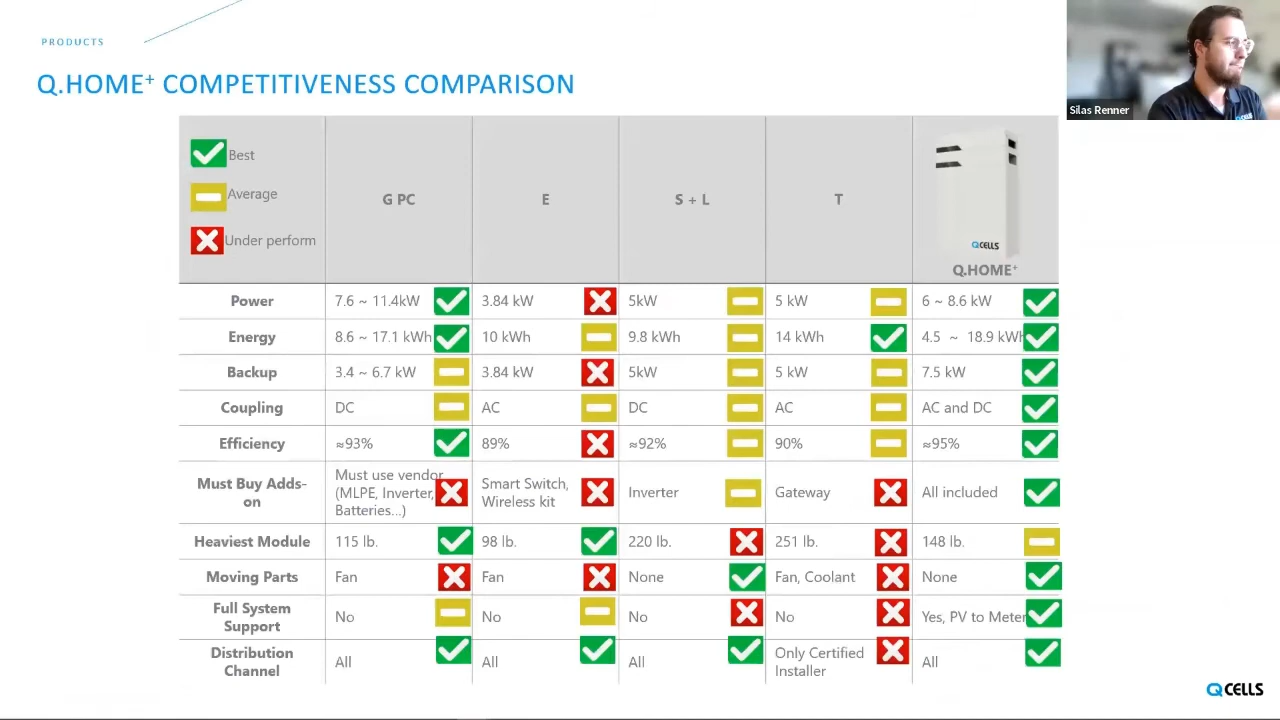 PRODUCTS
Silas Renner
Q.HOME⁺ COMPETITIVENESS COMPARISON
Best
Average
Under perform
G PC
E
S + L
T
QCELLS
Q.HOME⁺
Power
7.6 ~ 11.4kW
3.84 kW
5kW
5 kW
6 ~ 8.6 kW
Energy
8.6 ~ 17.1 kWh
10 kWh
9.8 kWh
14 kWh
4.5 ~ 18.9 kWh
Backup
3.4 ~ 6.7 kW
3.84 kW
5kW
5 kW
7.5 kW
Coupling
DC
AC
DC
AC
AC and DC
Efficiency
≈93%
89%
≈92%
90%
≈95%
Must Buy Adds-
on
Must use vendor
(MLPE, Inverter,
Batteries...)
Smart Switch,
Wireless kit
Inverter
Gateway
All included
Heaviest Module
115 lb.
98 lb.
220 lb.
251 lb.
148 lb.
Moving Parts
Fan
Fan
None
Fan, Coolant
None
Full System
Support
No
No
No
No
Yes, PV to Meter
Distribution
Channel
All
All
All
Only Certified
Installer
All
QCELLS